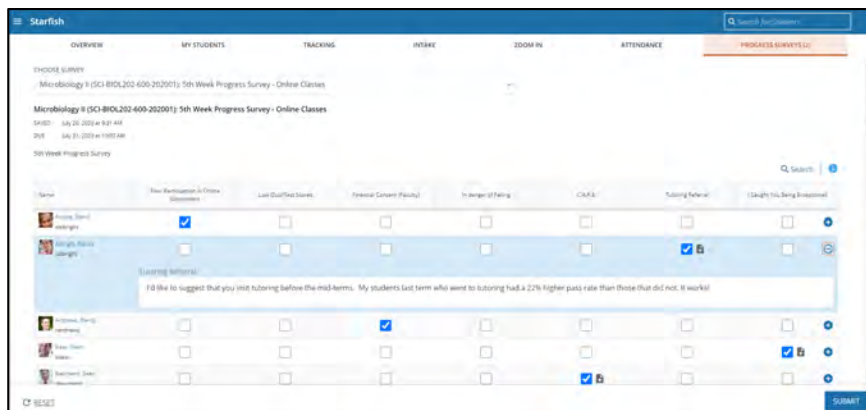 Starfish
OVERVIEW MY STUDENTS TRACKING INTAKE ZOOM IN ATTENDANCE PROGRESS SURVEYS (2)
CHOOSE SURVEY
Microbiology II (SCI-BIOL202-600-202001): 5th Week Progress Survey - Online Classes
Microbiology II (SCI-BIOL202-600-202001): 5th Week Progress Survey - Online Classes
SAVED
DUE
5th Week Progress Survey
Search
Name Poor Participation in Online Discussions Low Quiz/Test Scores Financial Concern (Faculty) In danger of Failing Tutoring Referral I Caught You Being Exceptional
Tutoring Referral
I'd like to suggest that you visit tutoring before the mid-terms. My students last term who went to tutoring had a 22% higher pass rate than those that did not. It works!
RESET SUBMIT